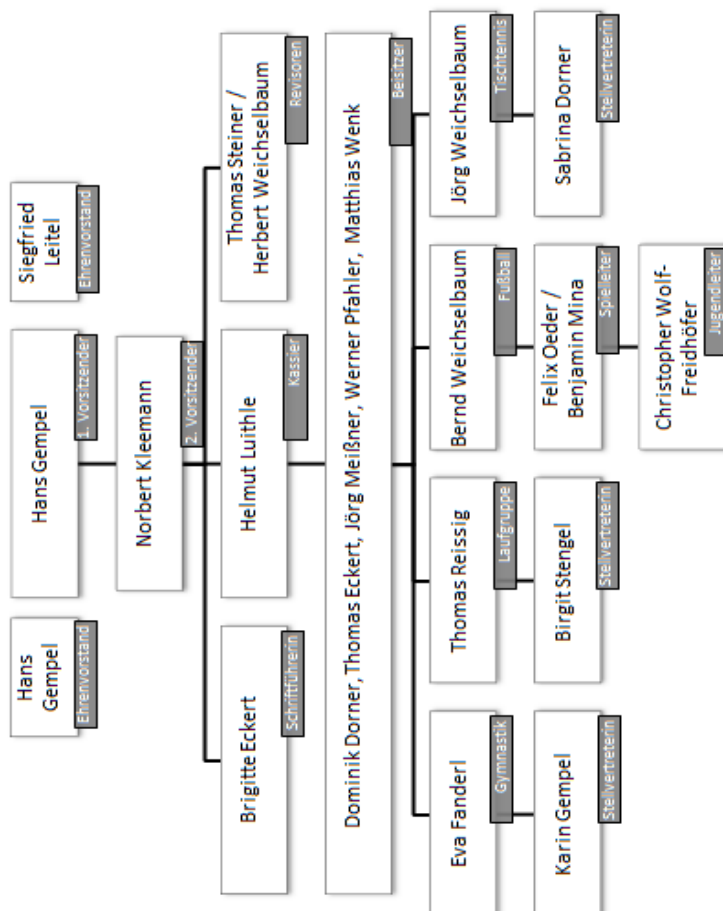 Hans
Gempel
Ehrenvorstand
Hans Gempel
1. Vorsitzender
Siegfried
Leitel
Ehrenvorstand
Norbert Kleemann
2. Vorsitzender
Brigitte Eckert
Schriftführerin
Helmut Luithle
Kassier
Thomas Steiner /
Herbert Weichselbaum
Revisoren
Dominik Dorner, Thomas Eckert, Jörg Meißner, Werner Pfahler, Matthias Wenk
Beisitzer
Eva Fanderl
Gymnastik
Thomas Reissig
Laufgruppe
Bernd Weichselbaum
Fußball
Jörg Weichselbaum
Tischtennis
Karin Gempel
Stellvertreterin
Birgit Stengel
Stellvertreterin
Felix Oeder /
Benjamin Mina
Spielleiter
Sabrina Dorner
Stellvertreterin
Christopher Wolf-
Freidhöfer
Jugendleiter